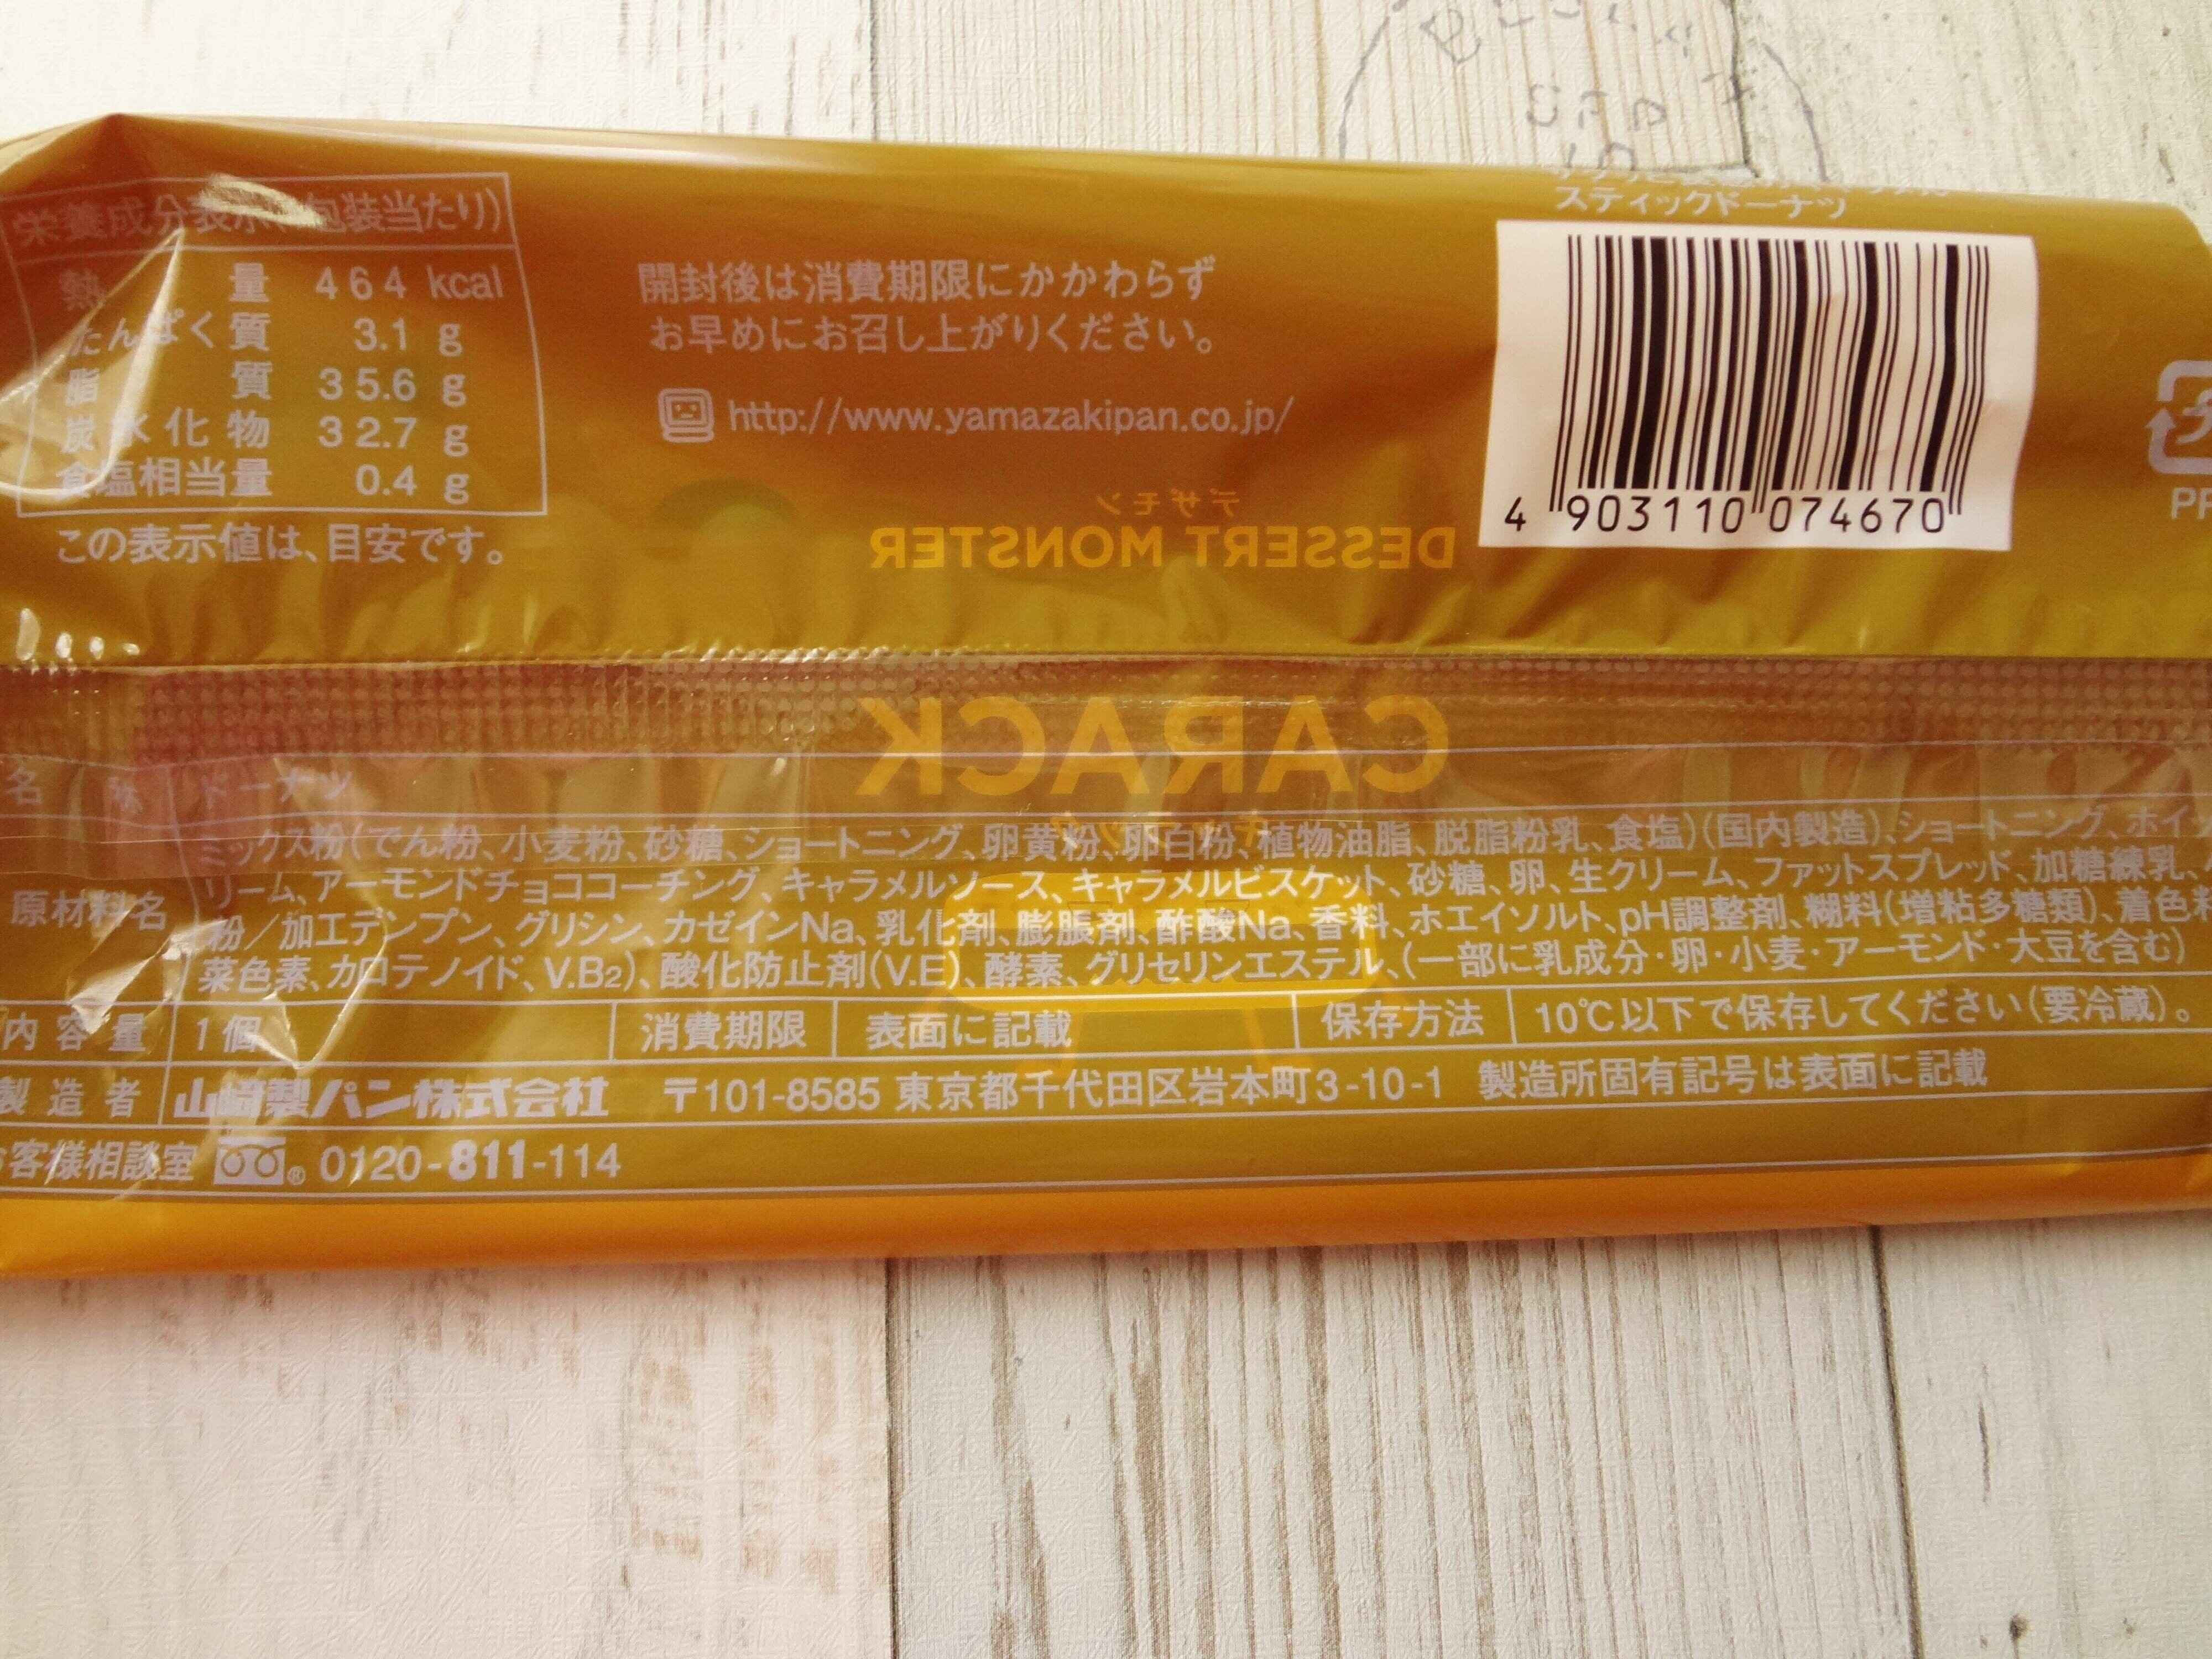 栄養成分表示(包装当たり)
熱量 464 kcal
たんぱく質 3.1 g
脂質 35.6 g
炭水化物 32.7 g
食塩相当量 0.4 g
この表示値は、目安です。
開封後は消費期限にかかわらず
お早めにお召し上がりください。
http://www.yamazakipan.co.jp/
スティックドーナツ
4 903110 074670
デザモン
DESSERT MONSTER
CARACK
名称 ドーナツ
原材料名 ミックス粉(でん粉、小麦粉、砂糖、ショートニング、卵黄粉、卵白粉、植物油脂、脱脂粉乳、食塩)(国内製造)、ショートニング、ホイ
リーム、アーモンドチョココーチング、キャラメルソース、キャラメルビスケット、砂糖、卵、生クリーム、ファットスプレッド、加糖練乳、
粉/加工デンプン、グリシン、カゼインNa、乳化剤、膨脹剤、酢酸Na、香料、ホエイソルト、pH調整剤、糊料(増粘多糖類)、着色
菜色素、カロテノイド、V.B2)、酸化防止剤(V.E)、酵素、グリセリンエステル、(一部に乳成分・卵・小麦・アーモンド・大豆を含む)
内容量 1個 消費期限 表面に記載 保存方法 10℃以下で保存してください(要冷蔵)。
製造者 山崎製パン株式会社 〒101-8585 東京都千代田区岩本町3-10-1 製造所固有記号は表面に記載
お客様相談室 0120-811-114